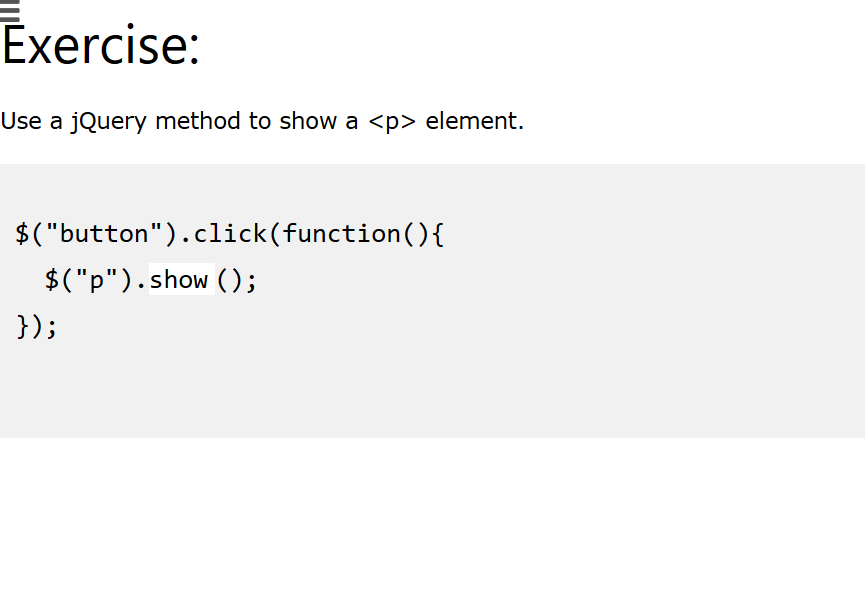 Exercise:
Use a jQuery method to show a <p> element.
$("button").click(function(){
  $("p").show();
});